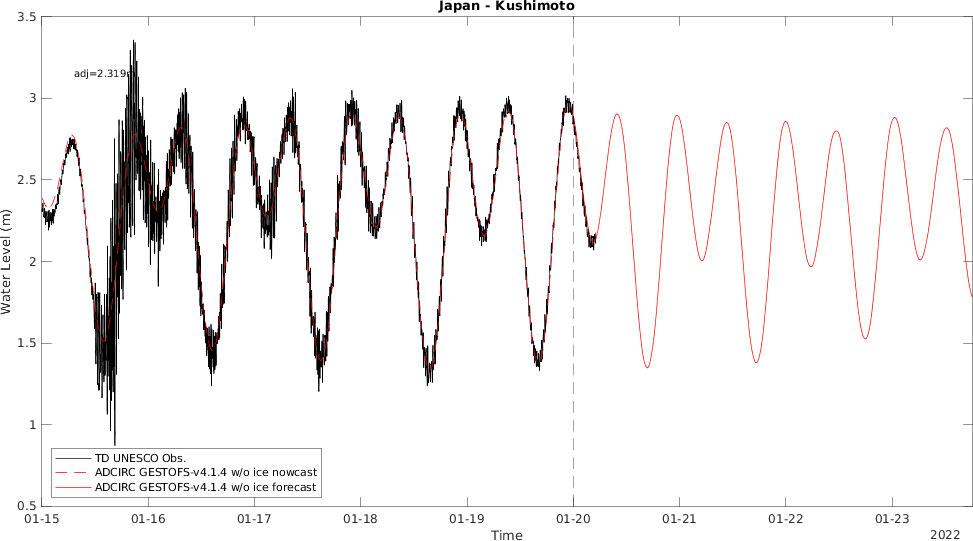 Japan - Kushimoto
3.5
3
2.5
2
1.5
1
0.5
Water Level (m)
adj=2.319m
TD UNESCO Obs.
ADCIRC GESTOFS-v4.1.4 w/o ice nowcast
ADCIRC GESTOFS-v4.1.4 w/o ice forecast
01-15 01-16 01-17 01-18 01-19 01-20 01-21 01-22 01-23
Time
2022